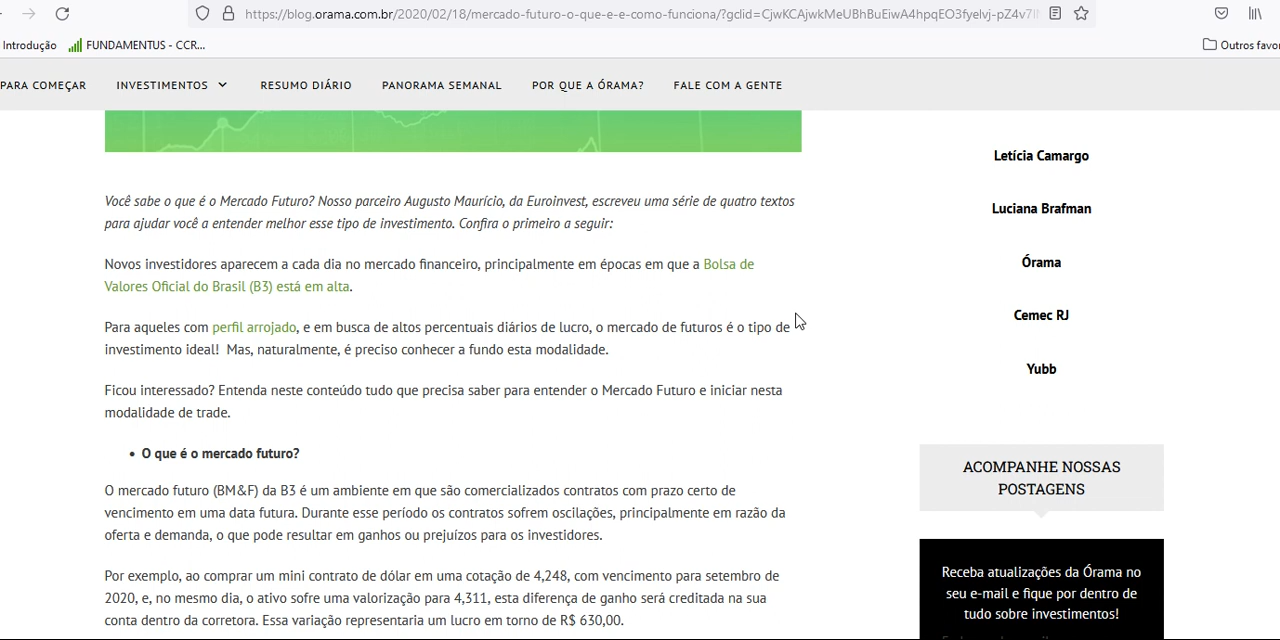 https://blog.orama.com.br/2020/02/18/mercado-futuro-o-que-e-e-como-funciona/?gclid=CjwKCAjwkMeUBhBuEiwA4hpqEO3fyelvj-pZ4v7
Introdução FUNDAMENTUS - CCR... Outros favor
PARA COMEÇAR INVESTIMENTOS RESUMO DIÁRIO PANORAMA SEMANAL POR QUE A ÓRAMA? FALE COM A GENTE
Você sabe o que é o Mercado Futuro? Nosso parceiro Augusto Maurício, da Euroinvest, escreveu uma série de quatro textos
para ajudar você a entender melhor esse tipo de investimento. Confira o primeiro a seguir:
Novos investidores aparecem a cada dia no mercado financeiro, principalmente em épocas em que a Bolsa de
Valores Oficial do Brasil (B3) está em alta.
Para aqueles com perfil arrojado, e em busca de altos percentuais diários de lucro, o mercado de futuros é o tipo de
investimento ideal!  Mas, naturalmente, é preciso conhecer a fundo esta modalidade.
Ficou interessado? Entenda neste conteúdo tudo que precisa saber para entender o Mercado Futuro e iniciar nesta
modalidade de trade.
• O que é o mercado futuro?
O mercado futuro (BM&F) da B3 é um ambiente em que são comercializados contratos com prazo certo de
vencimento em uma data futura. Durante esse período os contratos sofrem oscilações, principalmente em razão da
oferta e demanda, o que pode resultar em ganhos ou prejuízos para os investidores.
Por exemplo, ao comprar um mini contrato de dólar em uma cotação de 4,248, com vencimento para setembro de
2020, e, no mesmo dia, o ativo sofre uma valorização para 4,311, esta diferença de ganho será creditada na sua
conta dentro da corretora. Essa variação representaria um lucro em torno de R$ 630,00.
Letícia Camargo
Luciana Brafman
Órama
Cemec RJ
Yubb
ACOMPANHE NOSSAS
POSTAGENS
Receba atualizações da Órama no
seu e-mail e fique por dentro de
tudo sobre investimentos!